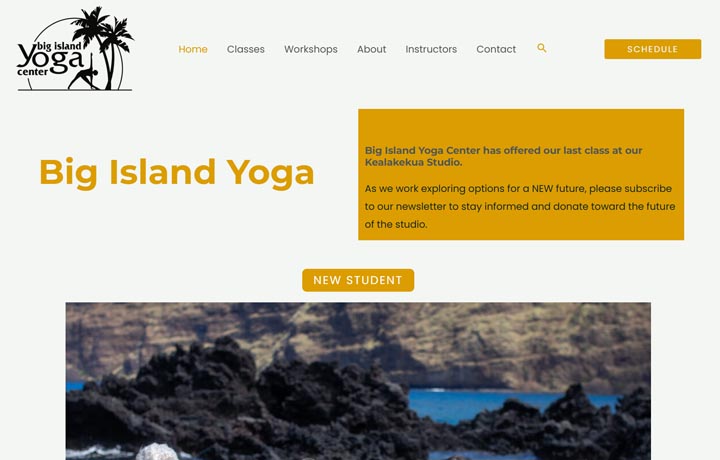 big island
yoga
center
Home Classes Workshops About Instructors Contact
SCHEDULE
Big Island Yoga
Big Island Yoga Center has offered our last class at our
Kealakekua Studio.
As we work exploring options for a NEW future, please subscribe
to our newsletter to stay informed and donate toward the future
of the studio.
NEW STUDENT